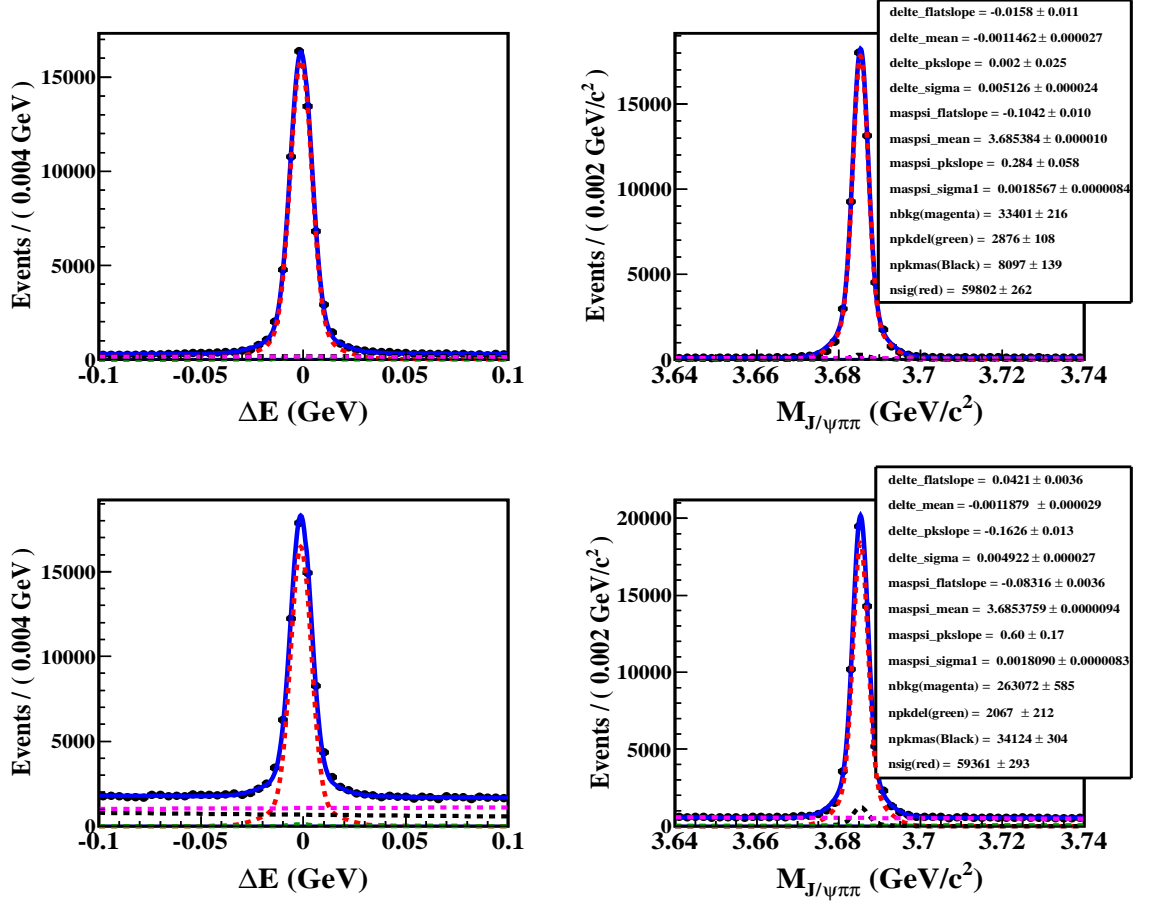 Events / ( 0.004 GeV )
15000
10000
5000
0
-0.1
-0.05
0
0.05
0.1
ΔE (GeV)
Events / ( 0.002 GeV/c²)
15000
10000
5000
0
3.64
3.66
3.68
3.7
3.72
3.74
M_{J/ψππ} (GeV/c²)
delte_flatslope = -0.0158 ± 0.011
delte_mean = -0.0011462 ± 0.000027
delte_pkslope = 0.002 ± 0.025
delte_sigma = 0.005126 ± 0.000024
maspsi_flatslope = -0.1042 ± 0.010
maspsi_mean = 3.685384 ± 0.000010
maspsi_pkslope = 0.284 ± 0.058
maspsi_sigma1 = 0.0018567 ± 0.0000084
nbkg(magenta) = 33401 ± 216
npkdel(green) = 2876 ± 108
npkmas(Black) = 8097 ± 139
nsig(red) = 59802 ± 262
Events / ( 0.004 GeV )
15000
10000
5000
0
-0.1
-0.05
0
0.05
0.1
ΔE (GeV)
Events / ( 0.002 GeV/c²)
20000
15000
10000
5000
0
3.64
3.66
3.68
3.7
3.72
3.74
M_{J/ψππ} (GeV/c²)
delte_flatslope = 0.0421 ± 0.0036
delte_mean = -0.0011879 ± 0.000029
delte_pkslope = -0.1626 ± 0.013
delte_sigma = 0.004922 ± 0.000027
maspsi_flatslope = -0.08316 ± 0.0036
maspsi_mean = 3.6853759 ± 0.0000094
maspsi_pkslope = 0.60 ± 0.17
maspsi_sigma1 = 0.0018090 ± 0.0000083
nbkg(magenta) = 263072 ± 585
npkdel(green) = 2067 ± 212
npkmas(Black) = 34124 ± 304
nsig(red) = 59361 ± 293